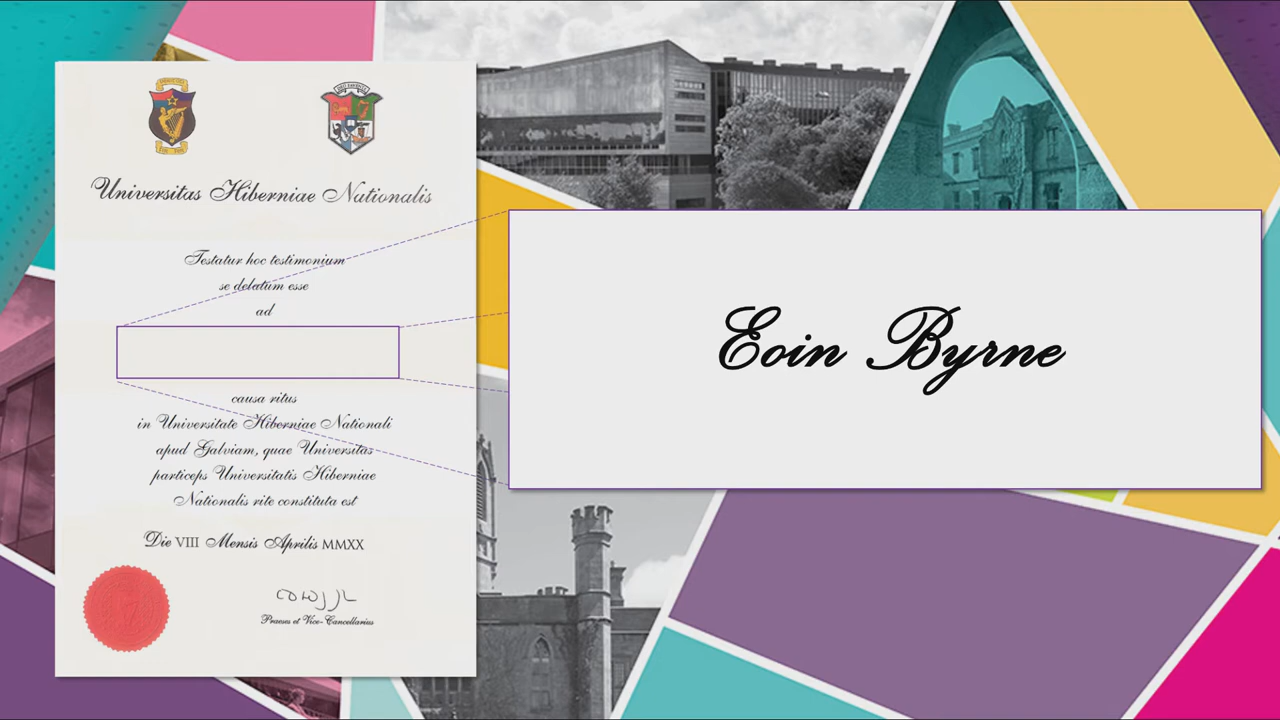 Universitas Hiberniae Nationalis
Testatur hoc testimonium
se delatum esse
ad
causa ritus
in Universitate Hiberniae Nationali
apud Galviam, quae Universitas
particeps Universitatis Hiberniae
Nationalis rite constituta est
Die VIII Mensis Aprilis MMXX
Praeses et Vice-Cancellarius
Eoin Byrne